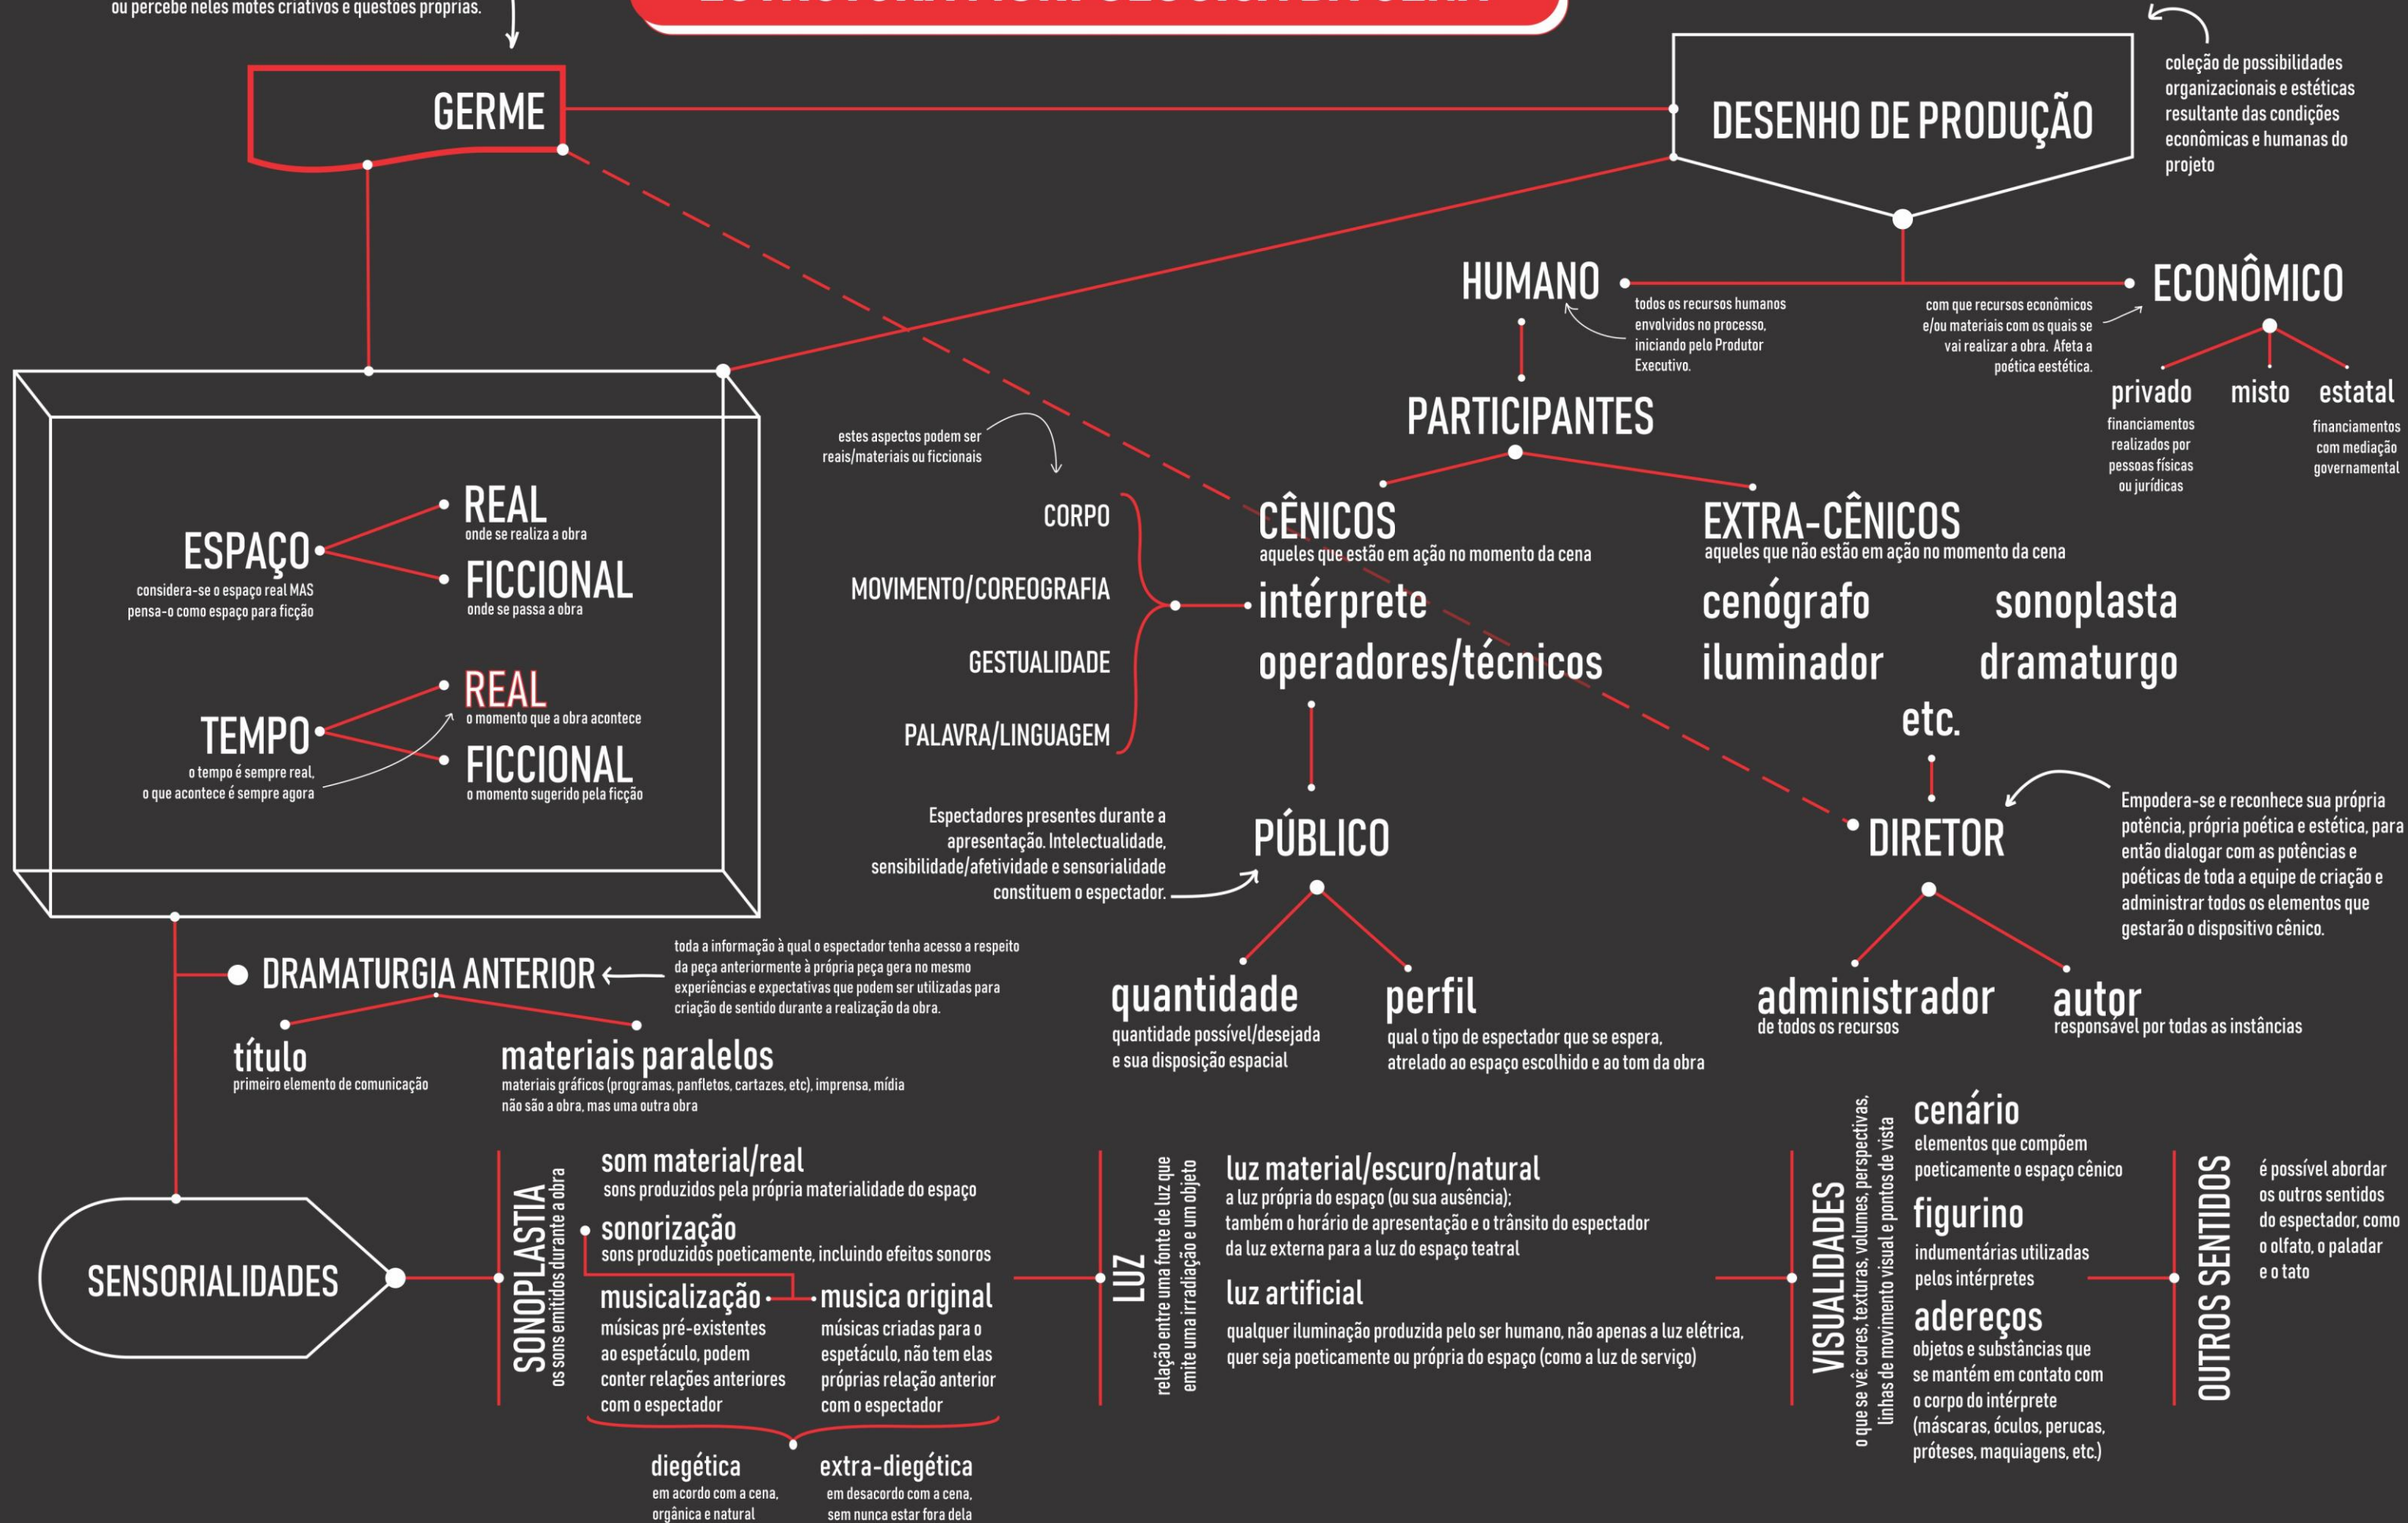 ou percebe neles motes criativos e questões próprias.
ESTRUTURA MORFOLÓGICA DA CENA
GERME
DESENHO DE PRODUÇÃO
coleção de possibilidades
organizacionais e estéticas
resultante das condições
econômicas e humanas do
projeto
HUMANO
todos os recursos humanos
envolvidos no processo,
iniciando pelo Produtor
Executivo.
com que recursos econômicos
e/ou materiais com os quais se
vai realizar a obra. Afeta a
poética eestética.
ECONÔMICO
privado
financiamentos
realizados por
pessoas físicas
ou jurídicas
misto
estatal
financiamentos
com mediação
governamental
PARTICIPANTES
estes aspectos podem ser
reais/materiais ou ficcionais
CORPO
MOVIMENTO/COREOGRAFIA
GESTUALIDADE
PALAVRA/LINGUAGEM
CÊNICOS
aqueles que estão em ação no momento da cena
intérprete
operadores/técnicos
EXTRA-CÊNICOS
aqueles que não estão em ação no momento da cena
cenógrafo
sonoplasta
iluminador
dramaturgo
etc.
ESPAÇO
considera-se o espaço real MAS
pensa-o como espaço para ficção
REAL
onde se realiza a obra
FICCIONAL
onde se passa a obra
TEMPO
o tempo é sempre real,
o que acontece é sempre agora
REAL
o momento que a obra acontece
FICCIONAL
o momento sugerido pela ficção
Espectadores presentes durante a
apresentação. Intelectualidade,
sensibilidade/afetividade e sensorialidade
constituem o espectador.
PÚBLICO
quantidade
quantidade possível/desejada
e sua disposição espacial
perfil
qual o tipo de espectador que se espera,
atrelado ao espaço escolhido e ao tom da obra
DIRETOR
Empodera-se e reconhece sua própria
potência, própria poética e estética, para
então dialogar com as potências e
poéticas de toda a equipe de criação e
administrar todos os elementos que
gestarão o dispositivo cênico.
administrador
de todos os recursos
autor
responsável por todas as instâncias
DRAMATURGIA ANTERIOR
toda a informação à qual o espectador tenha acesso a respeito
da peça anteriormente à própria peça gera no mesmo
experiências e expectativas que podem ser utilizadas para
criação de sentido durante a realização da obra.
título
primeiro elemento de comunicação
materiais paralelos
materiais gráficos (programas, panfletos, cartazes, etc), imprensa, mídia
não são a obra, mas uma outra obra
SENSORIALIDADES
SONOPLASTIA
os sons emitidos durante a obra
som material/real
sons produzidos pela própria materialidade do espaço
sonorização
sons produzidos poeticamente, incluindo efeitos sonoros
musicalização
músicas pré-existentes
ao espetáculo, podem
conter relações anteriores
com o espectador
musica original
músicas criadas para o
espetáculo, não tem elas
próprias relação anterior
com o espectador
diegética
em acordo com a cena,
orgânica e natural
extra-diegética
em desacordo com a cena,
sem nunca estar fora dela
LUZ
relação entre uma fonte de luz que
emite uma irradiação e um objeto
luz material/escuro/natural
a luz própria do espaço (ou sua ausência);
também o horário de apresentação e o trânsito do espectador
da luz externa para a luz do espaço teatral
luz artificial
qualquer iluminação produzida pelo ser humano, não apenas a luz elétrica,
quer seja poeticamente ou própria do espaço (como a luz de serviço)
VISUALIDADES
o que se vê: cores, texturas, volumes, perspectivas,
linhas de movimento visual e pontos de vista
cenário
elementos que compõem
poeticamente o espaço cênico
figurino
indumentárias utilizadas
pelos intérpretes
adereços
objetos e substâncias que
se mantém em contato com
o corpo do intérprete
(máscaras, óculos, perucas,
próteses, maquiagens, etc.)
OUTROS SENTIDOS
é possível abordar
os outros sentidos
do espectador, como
o olfato, o paladar
e o tato